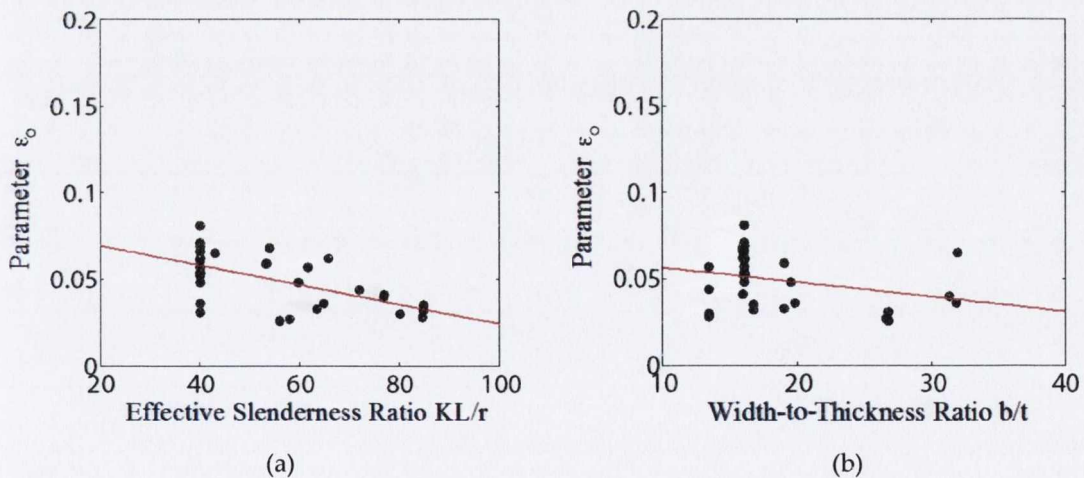 0.2
0.15
0.1
0.05
0
Parameter ε₀
20 40 60 80 100
Effective Slenderness Ratio KL/r
(a)
0.2
0.15
0.1
0.05
0
Parameter ε₀
10 20 30 40
Width-to-Thickness Ratio b/t
(b)